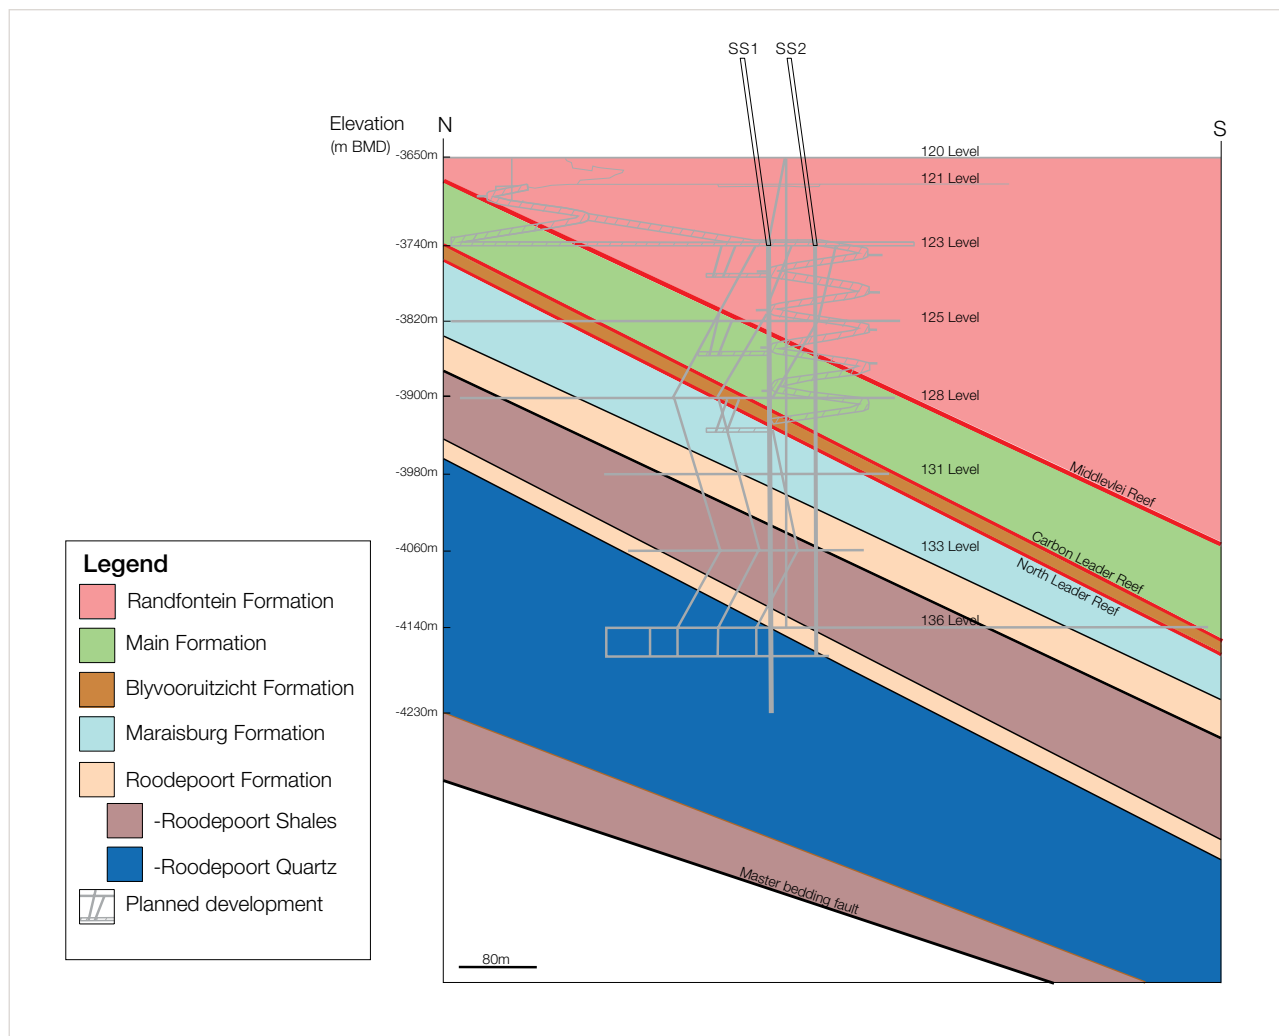 SS1 SS2
Elevation
(m BMD)
N
S
-3650m
120 Level
121 Level
-3740m
123 Level
-3820m
125 Level
-3900m
128 Level
-3980m
131 Level
Middlevlei Reef
-4060m
133 Level
Carbon Leader Reef
North Leader Reef
-4140m
136 Level
-4230m
Master bedding fault
80m
Legend
Randfontein Formation
Main Formation
Blyvooruitzicht Formation
Maraisburg Formation
Roodepoort Formation
-Roodepoort Shales
-Roodepoort Quartz
Planned development